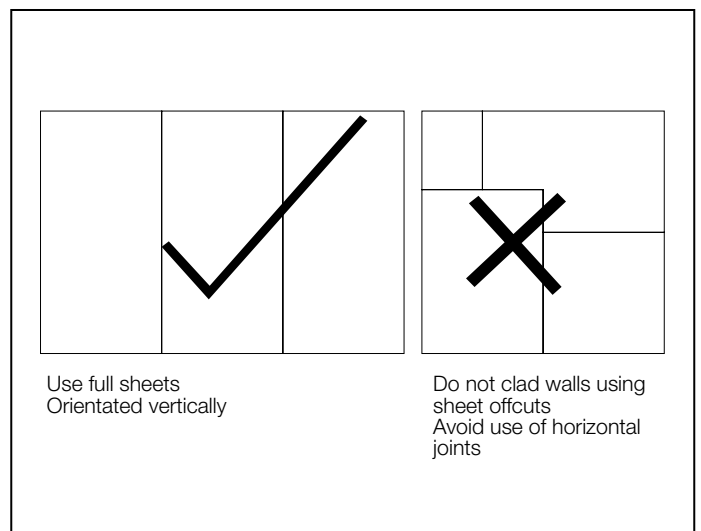 Use full sheets
Orientated vertically
Do not clad walls using
sheet offcuts
Avoid use of horizontal
joints